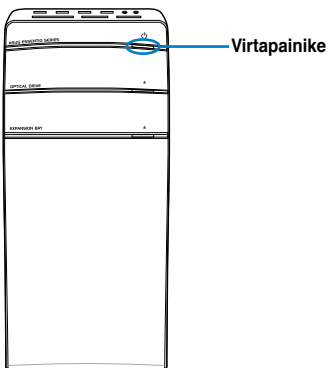 ASUS ESSENTIO SERIES
Virtapainike
OPTICAL DRIVE
EXPANSION BAY